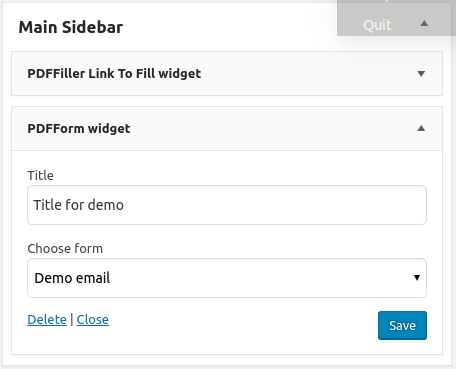 Main Sidebar
Quit
PDFFiller Link To Fill widget
PDFForm widget
Title
Title for demo
Choose form
Demo email
Delete | Close
Save